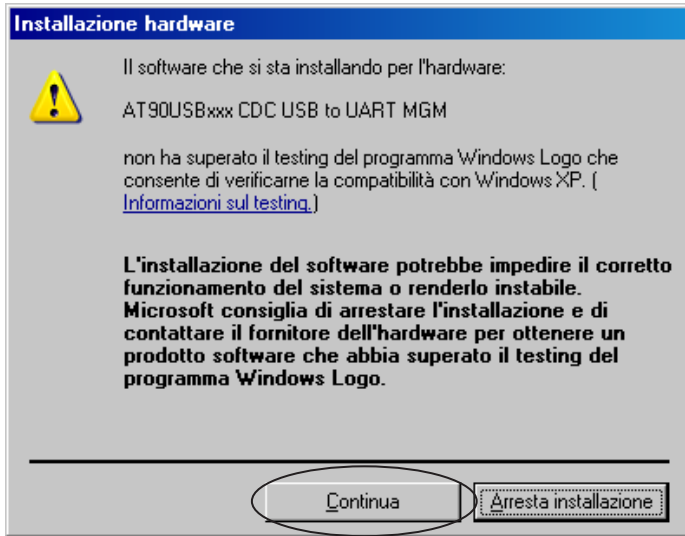 Installazione hardware
Il software che si sta installando per l'hardware:
AT90USBxxx CDC USB to UART MGM
non ha superato il testing del programma Windows Logo che
consente di verificarne la compatibilità con Windows XP. (
Informazioni sul testing.)
L'installazione del software potrebbe impedire il corretto
funzionamento del sistema o renderlo instabile.
Microsoft consiglia di arrestare l'installazione e di
contattare il fornitore dell'hardware per ottenere un
prodotto software che abbia superato il testing del
programma Windows Logo.
Continua
Arresta installazione